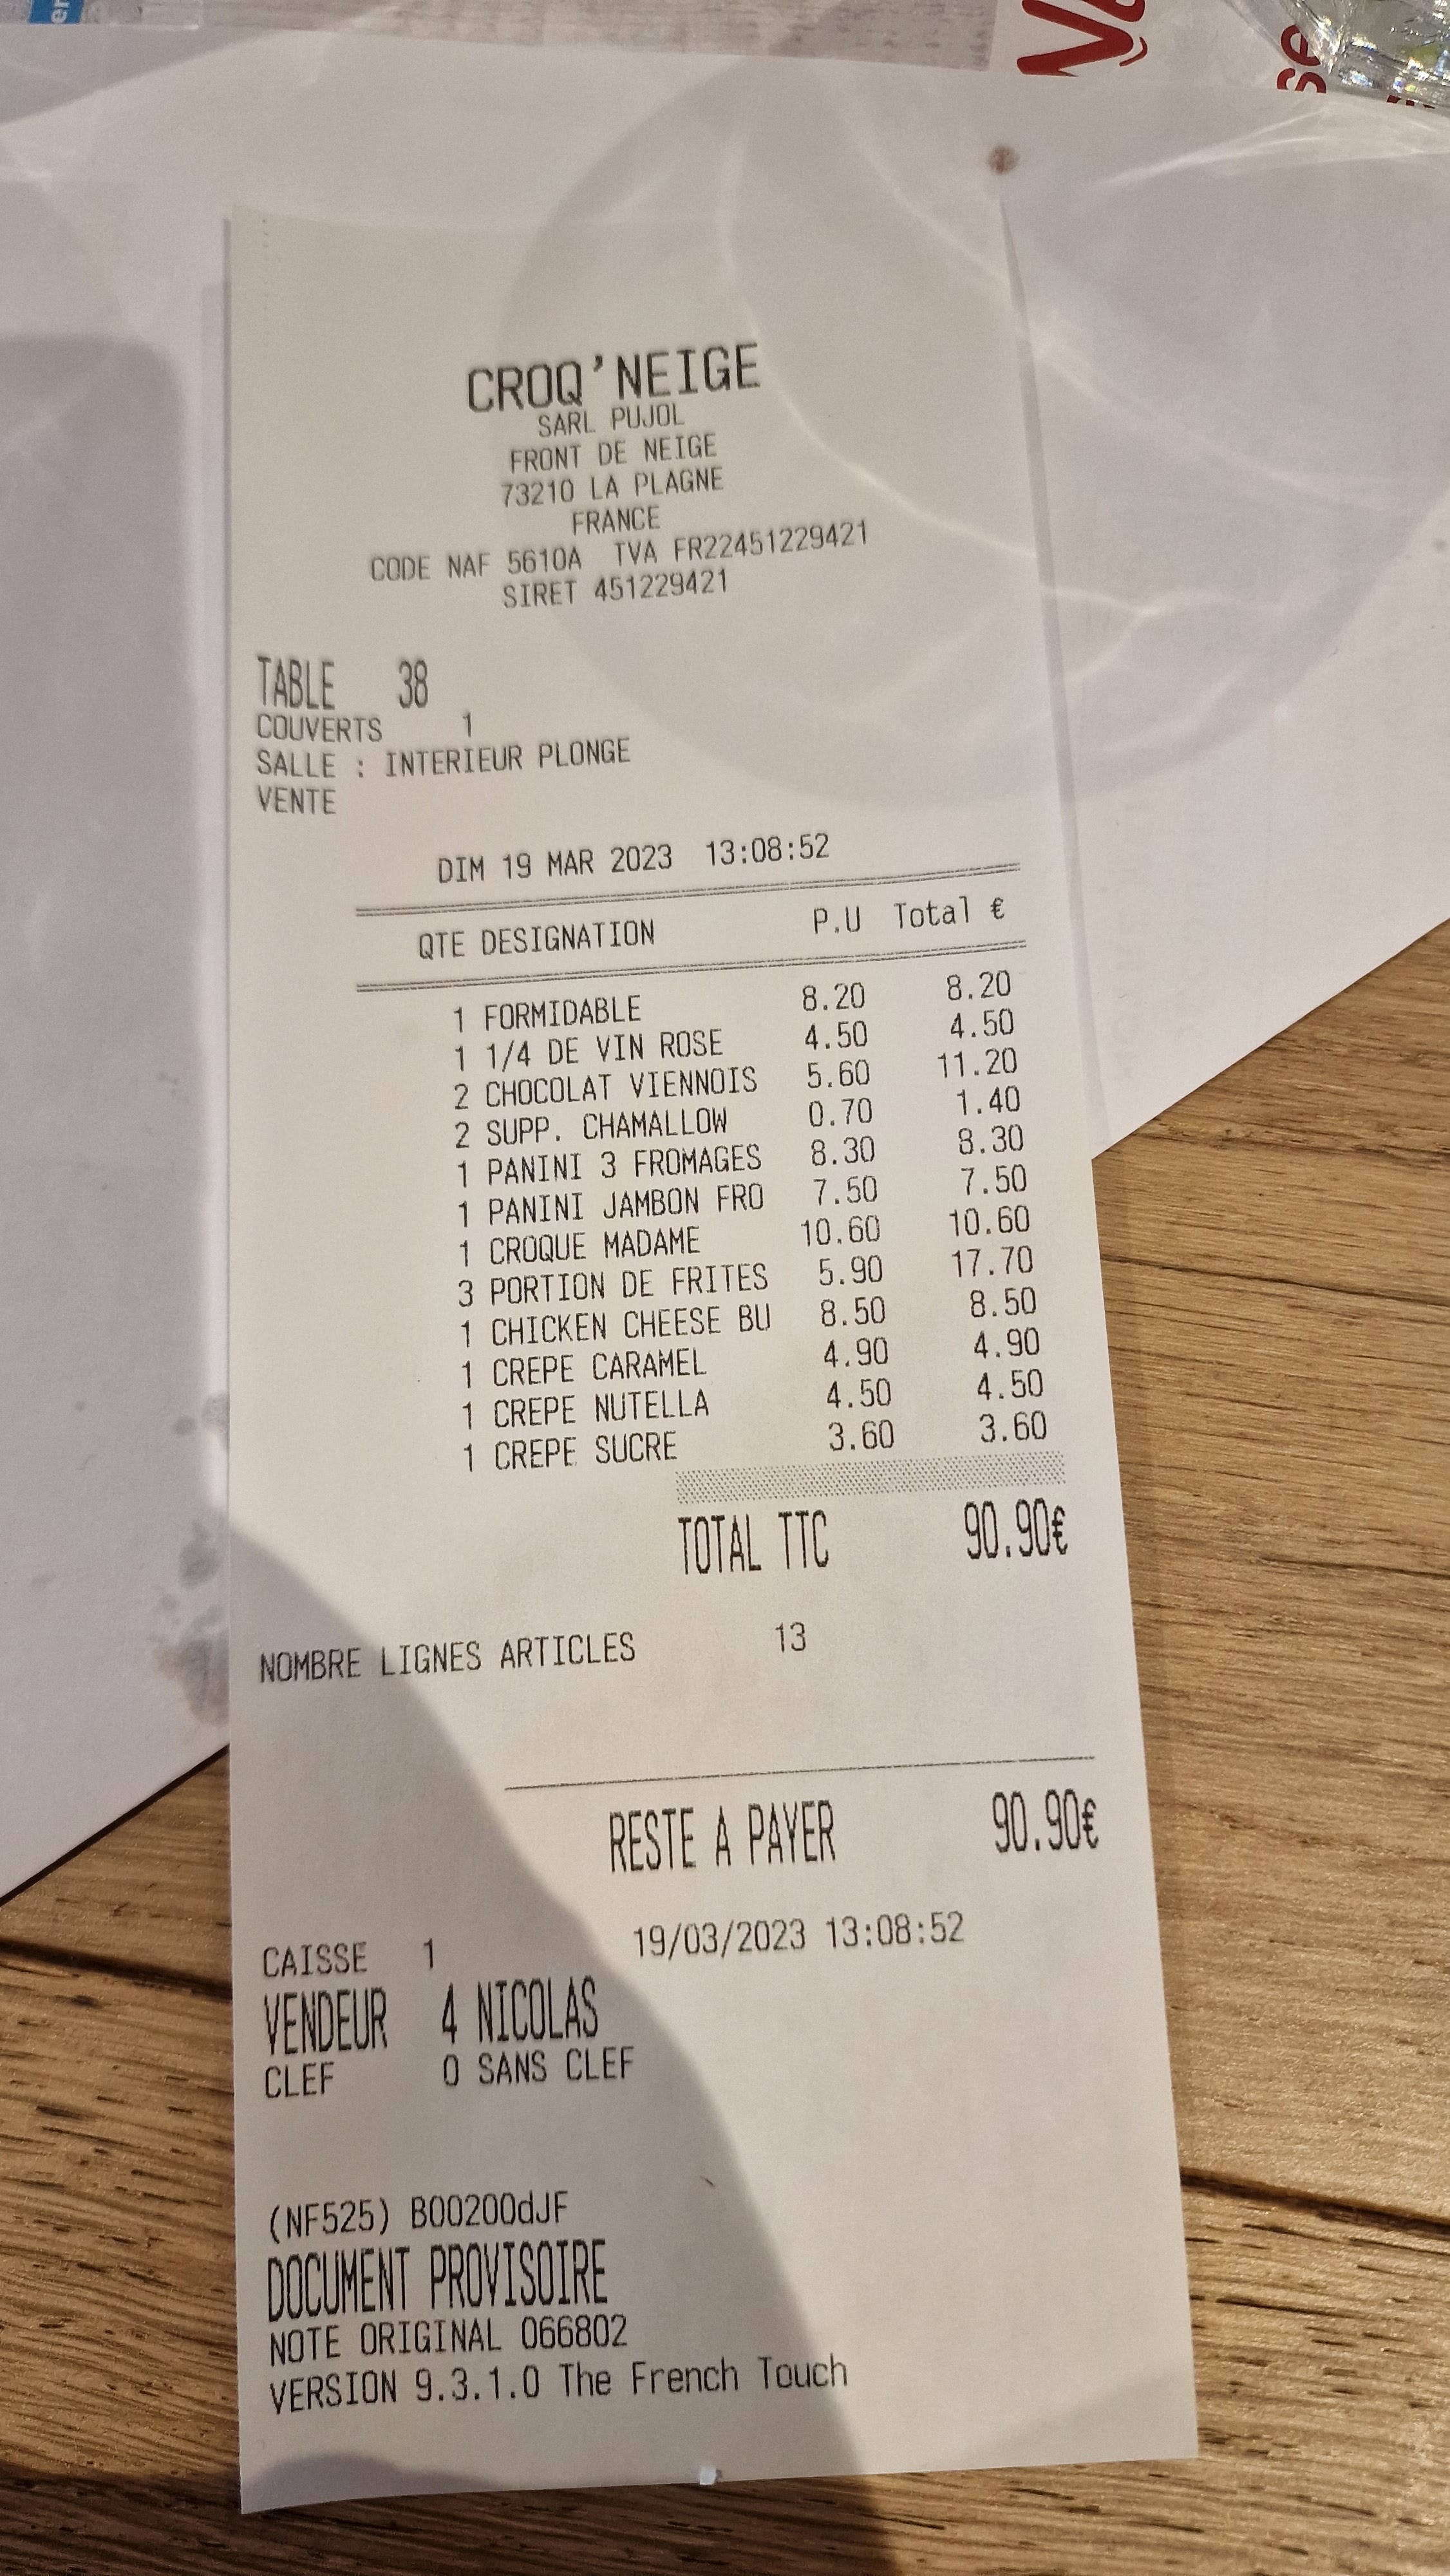 er
Se
CROQ'NEIGE
SARL PUJOL
FRONT DE NEIGE
73210 LA PLAGNE
FRANCE
CODE NAF 5610A TVA FR22451229421
SIRET 451229421
TABLE 38
COUVERTS 1
SALLE : INTERIEUR PLONGE
VENTE
DIM 19 MAR 2023 13:08:52
QTE DESIGNATION P.U Total €
1 FORMIDABLE 8.20 8.20
1 1/4 DE VIN ROSE 4.50 4.50
2 CHOCOLAT VIENNOIS 5.60 11.20
2 SUPP. CHAMALLOW 0.70 1.40
1 PANINI 3 FROMAGES 8.30 8.30
1 PANINI JAMBON FRO 7.50 7.50
1 CROQUE MADAME 10.60 10.60
3 PORTION DE FRITES 5.90 17.70
1 CHICKEN CHEESE BU 8.50 8.50
1 CREPE CARAMEL 4.90 4.90
1 CREPE NUTELLA 4.50 4.50
1 CREPE SUCRE 3.60 3.60
TOTAL TTC 90.90€
NOMBRE LIGNES ARTICLES 13
RESTE A PAYER 90.90€
CAISSE 1 19/03/2023 13:08:52
VENDEUR 4 NICOLAS
CLEF 0 SANS CLEF
(NF525) B00200dJF
DOCUMENT PROVISOIRE
NOTE ORIGINAL 066802
VERSION 9.3.1.0 The French Touch